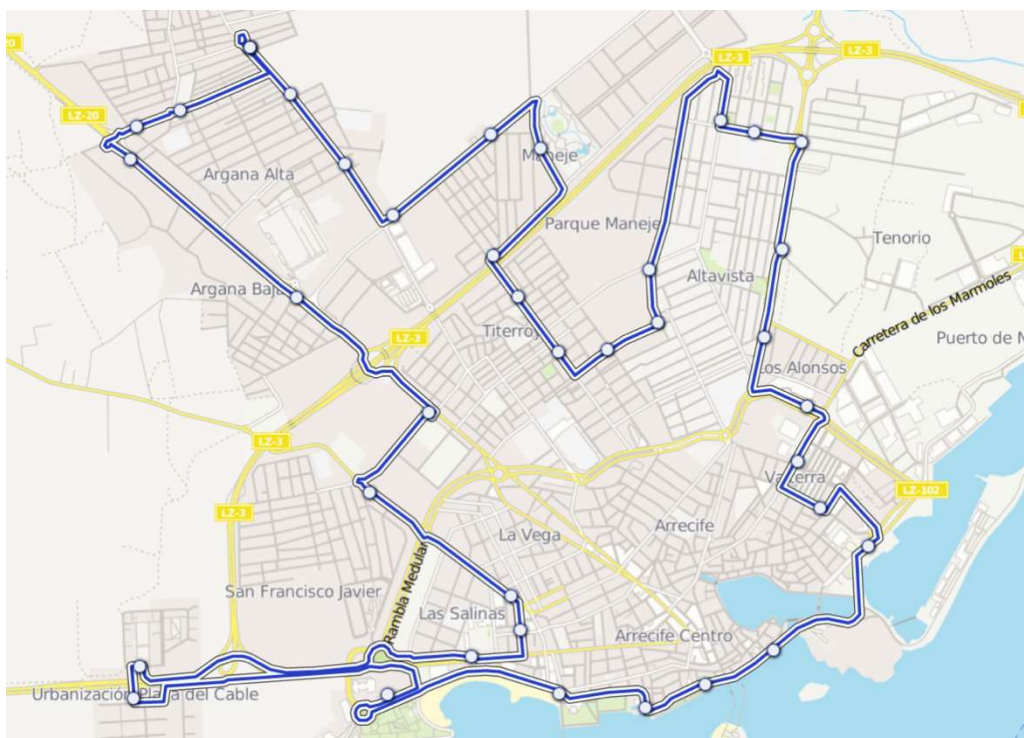 LZ-3
LZ-3
LZ-20
Maneje
Argana Alta
Parque Maneje
Tenorio
Altavista
Argana Baja
Carretera de los Marmoles
Titerroy
Puerto de
LZ-3
Los Alonsos
LZ-3
Valterra
LZ-102
LZ-3
Arrecife
La Vega
San Francisco Javier
Rambla Medular
Las Salinas
Arrecife Centro
Urbanización Playa del Cable